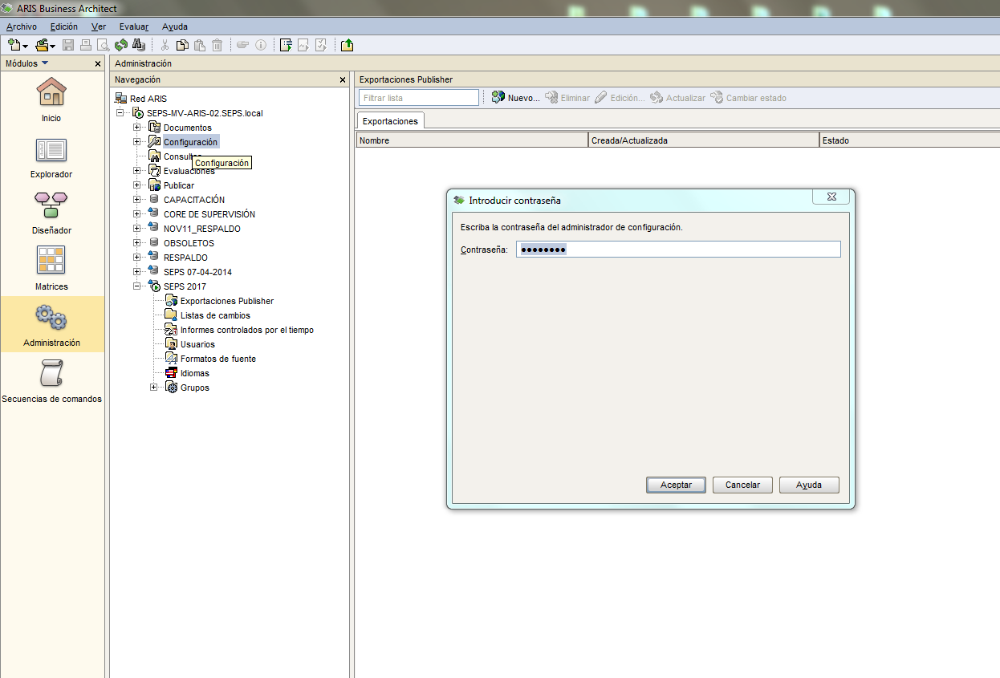 ARIS Business Architect
Archivo Edición Ver Evaluar Ayuda
Módulos
Administración
Navegación
Exportaciones Publisher
Inicio
Explorador
Diseñador
Matrices
Administración
Secuencias de comandos
Red ARIS
SEPS-MV-ARIS-02.SEPS.local
Documentos
Configuración
Consultas
Configuración
Evaluaciones
Publicar
CAPACITACIÓN
CORE DE SUPERVISIÓN
NOV11_RESPALDO
OBSOLETOS
RESPALDO
SEPS 07-04-2014
SEPS 2017
Exportaciones Publisher
Listas de cambios
Informes controlados por el tiempo
Usuarios
Formatos de fuente
Idiomas
Grupos
Filtrar lista Nuevo... Eliminar Edición... Actualizar Cambiar estado
Exportaciones
Nombre Creada/Actualizada Estado
Introducir contraseña
Escriba la contraseña del administrador de configuración.
Contraseña: ●●●●●●●●
Aceptar Cancelar Ayuda